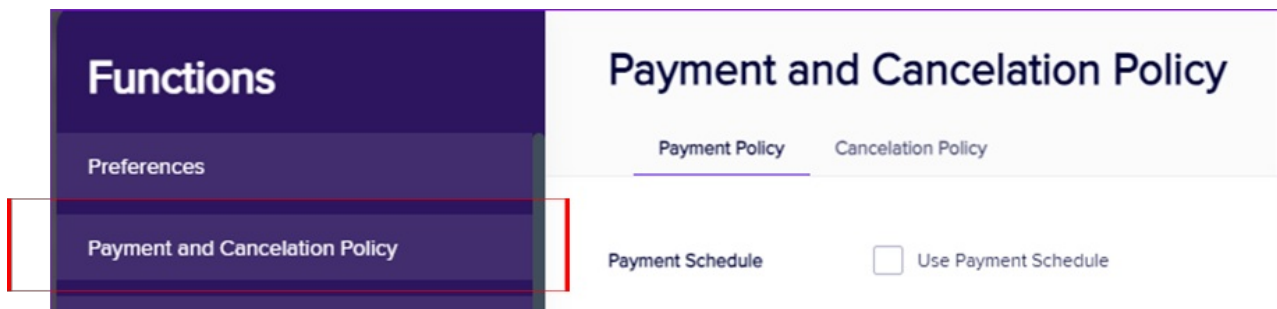 Functions
Preferences
Payment and Cancelation Policy
Payment and Cancelation Policy
Payment Policy
Cancelation Policy
Payment Schedule
Use Payment Schedule